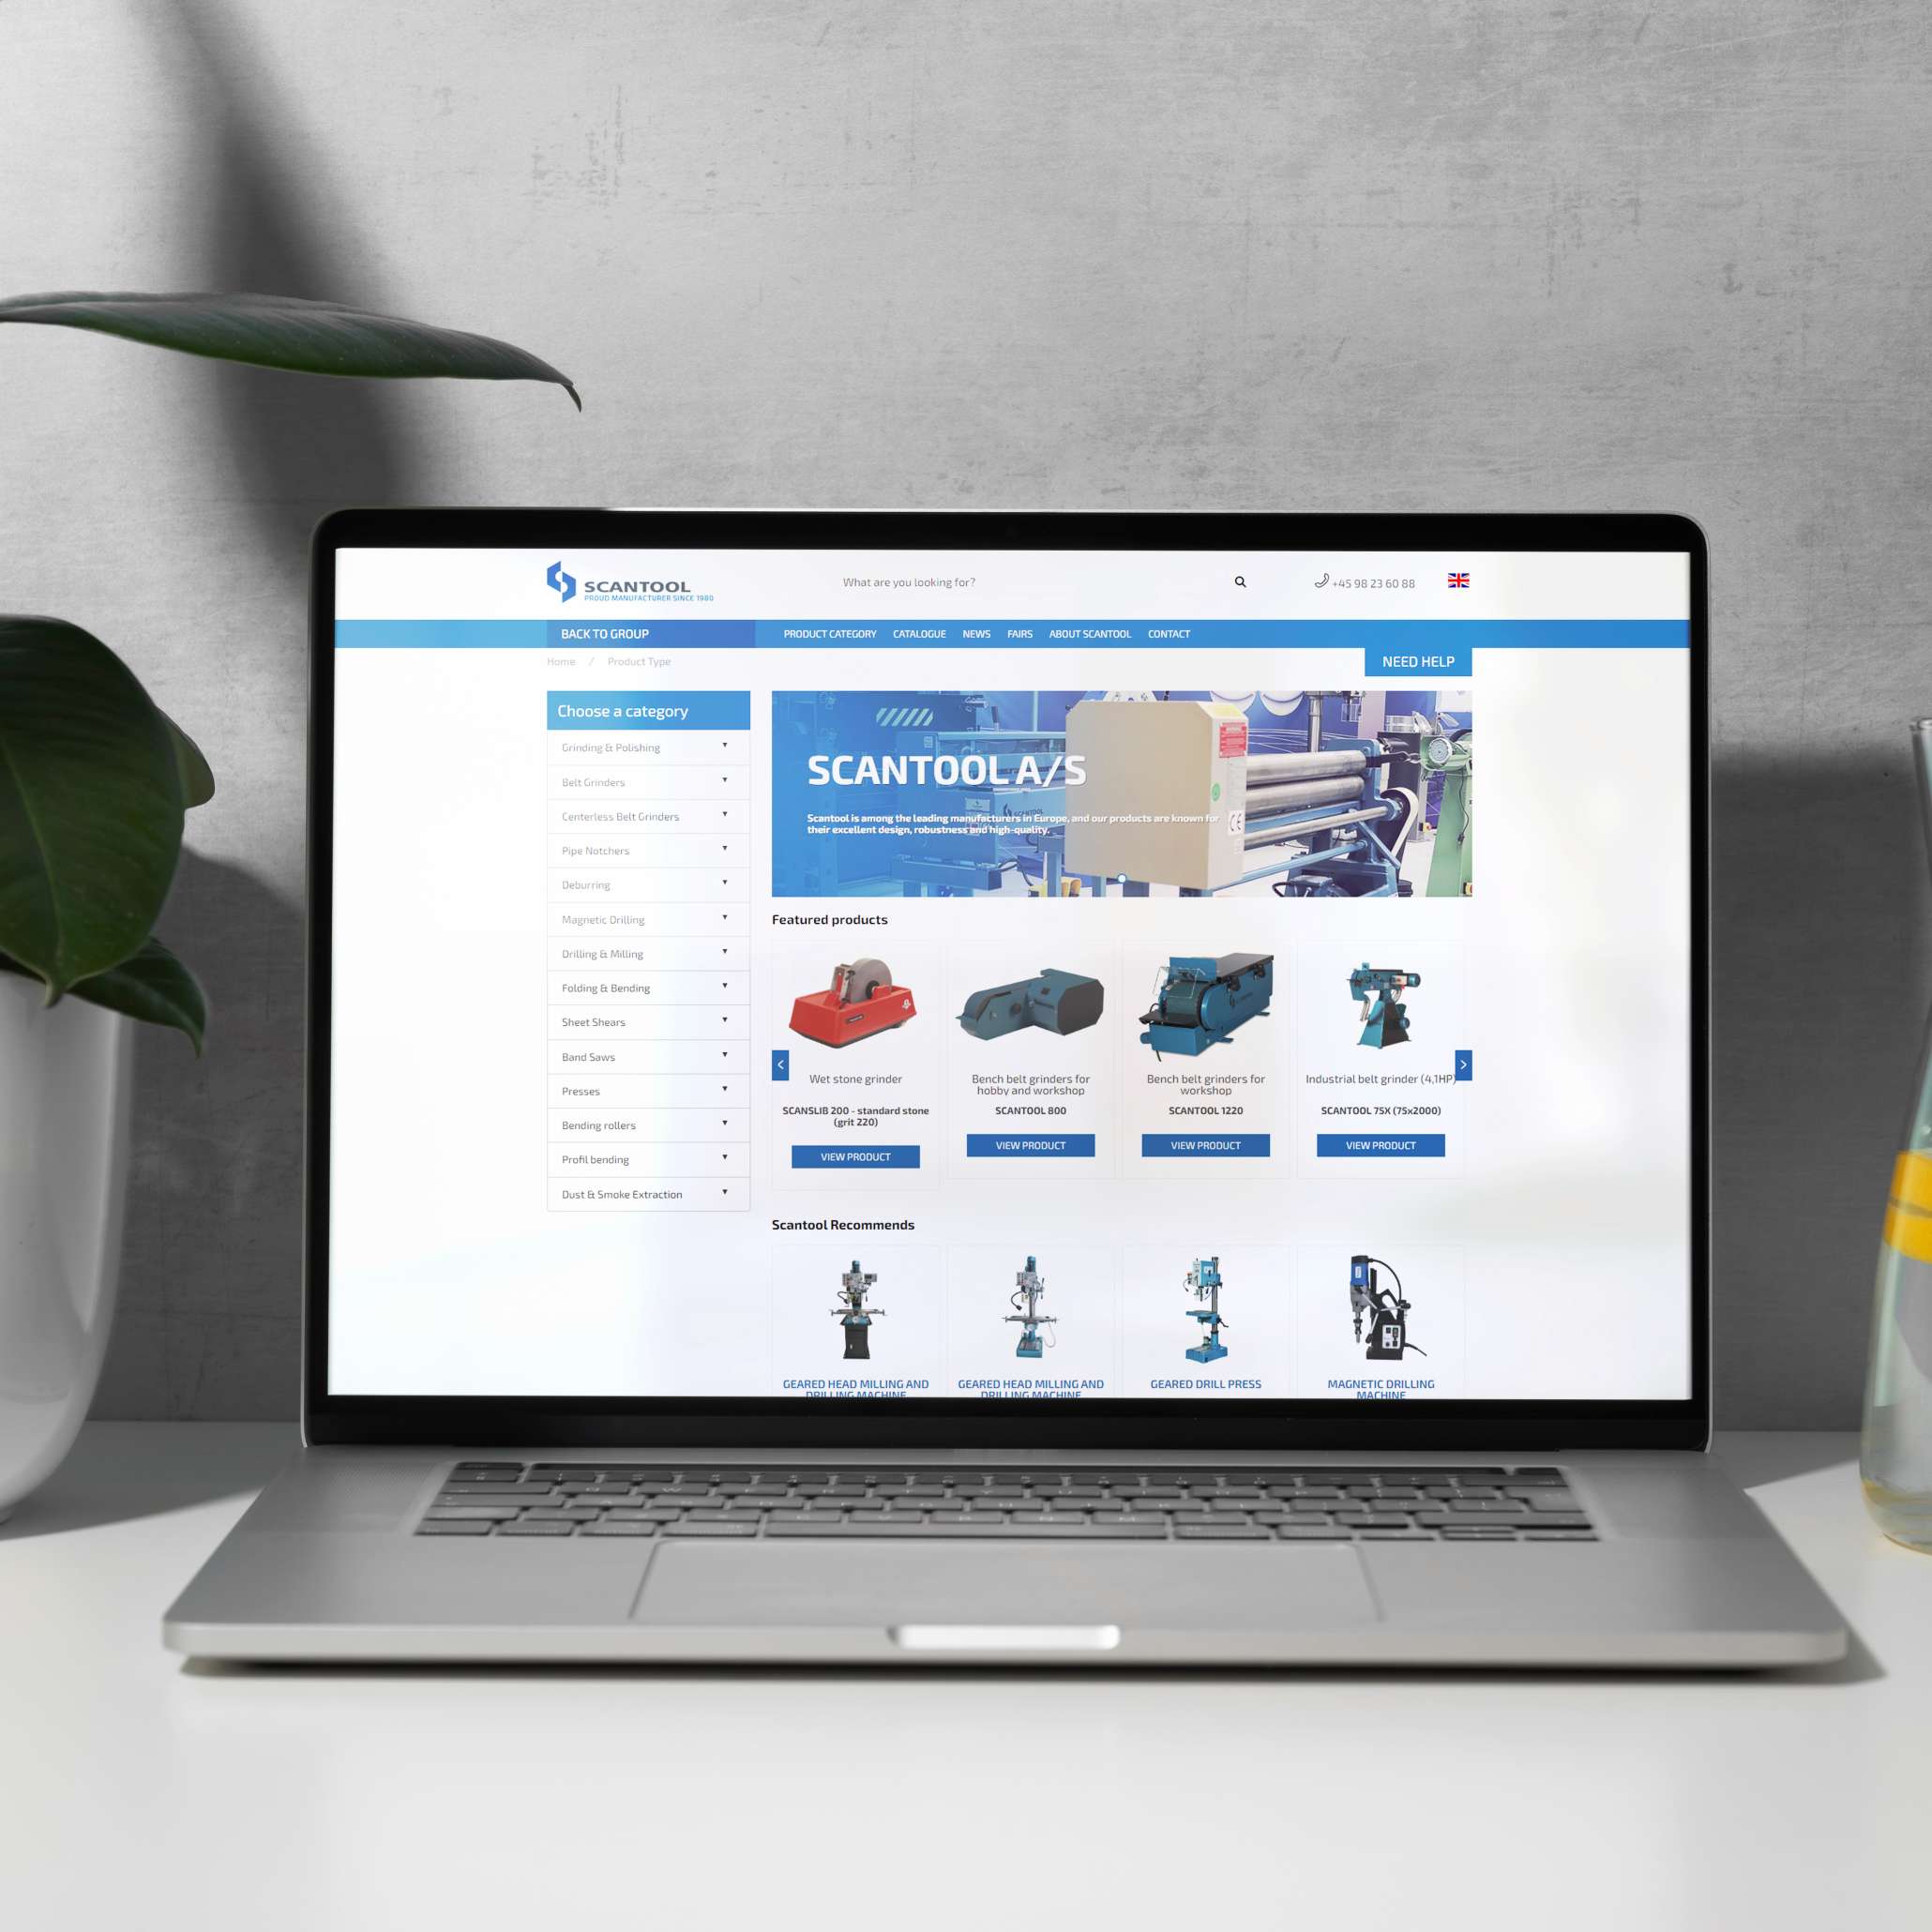 SCANTOOL
PROUD MANUFACTURER SINCE 1980
What are you looking for?
+45 98 23 60 88
BACK TO GROUP
PRODUCT CATEGORY CATALOGUE NEWS FAIRS ABOUT SCANTOOL CONTACT
Home / Product Type
NEED HELP
Choose a category
Grinding & Polishing
Belt Grinders
Centerless Belt Grinders
Pipe Notchers
Deburring
Magnetic Drilling
Drilling & Milling
Folding & Bending
Sheet Shears
Band Saws
Presses
Bending rollers
Profil bending
Dust & Smoke Extraction
SCANTOOL A/S
Scantool is among the leading manufacturers in Europe, and our products are known for
their excellent design, robustness and high-quality.
CE
Featured products
Wet stone grinder
SCANSLIB 200 - standard stone
(grit 220)
VIEW PRODUCT
Bench belt grinders for
hobby and workshop
SCANTOOL 800
VIEW PRODUCT
Bench belt grinders for
workshop
SCANTOOL 1220
VIEW PRODUCT
Industrial belt grinder (4,1HP)
SCANTOOL 75X (75x2000)
VIEW PRODUCT
Scantool Recommends
GEARED HEAD MILLING AND
DRILLING MACHINE
GEARED HEAD MILLING AND
DRILLING MACHINE
GEARED DRILL PRESS
MAGNETIC DRILLING
MACHINE